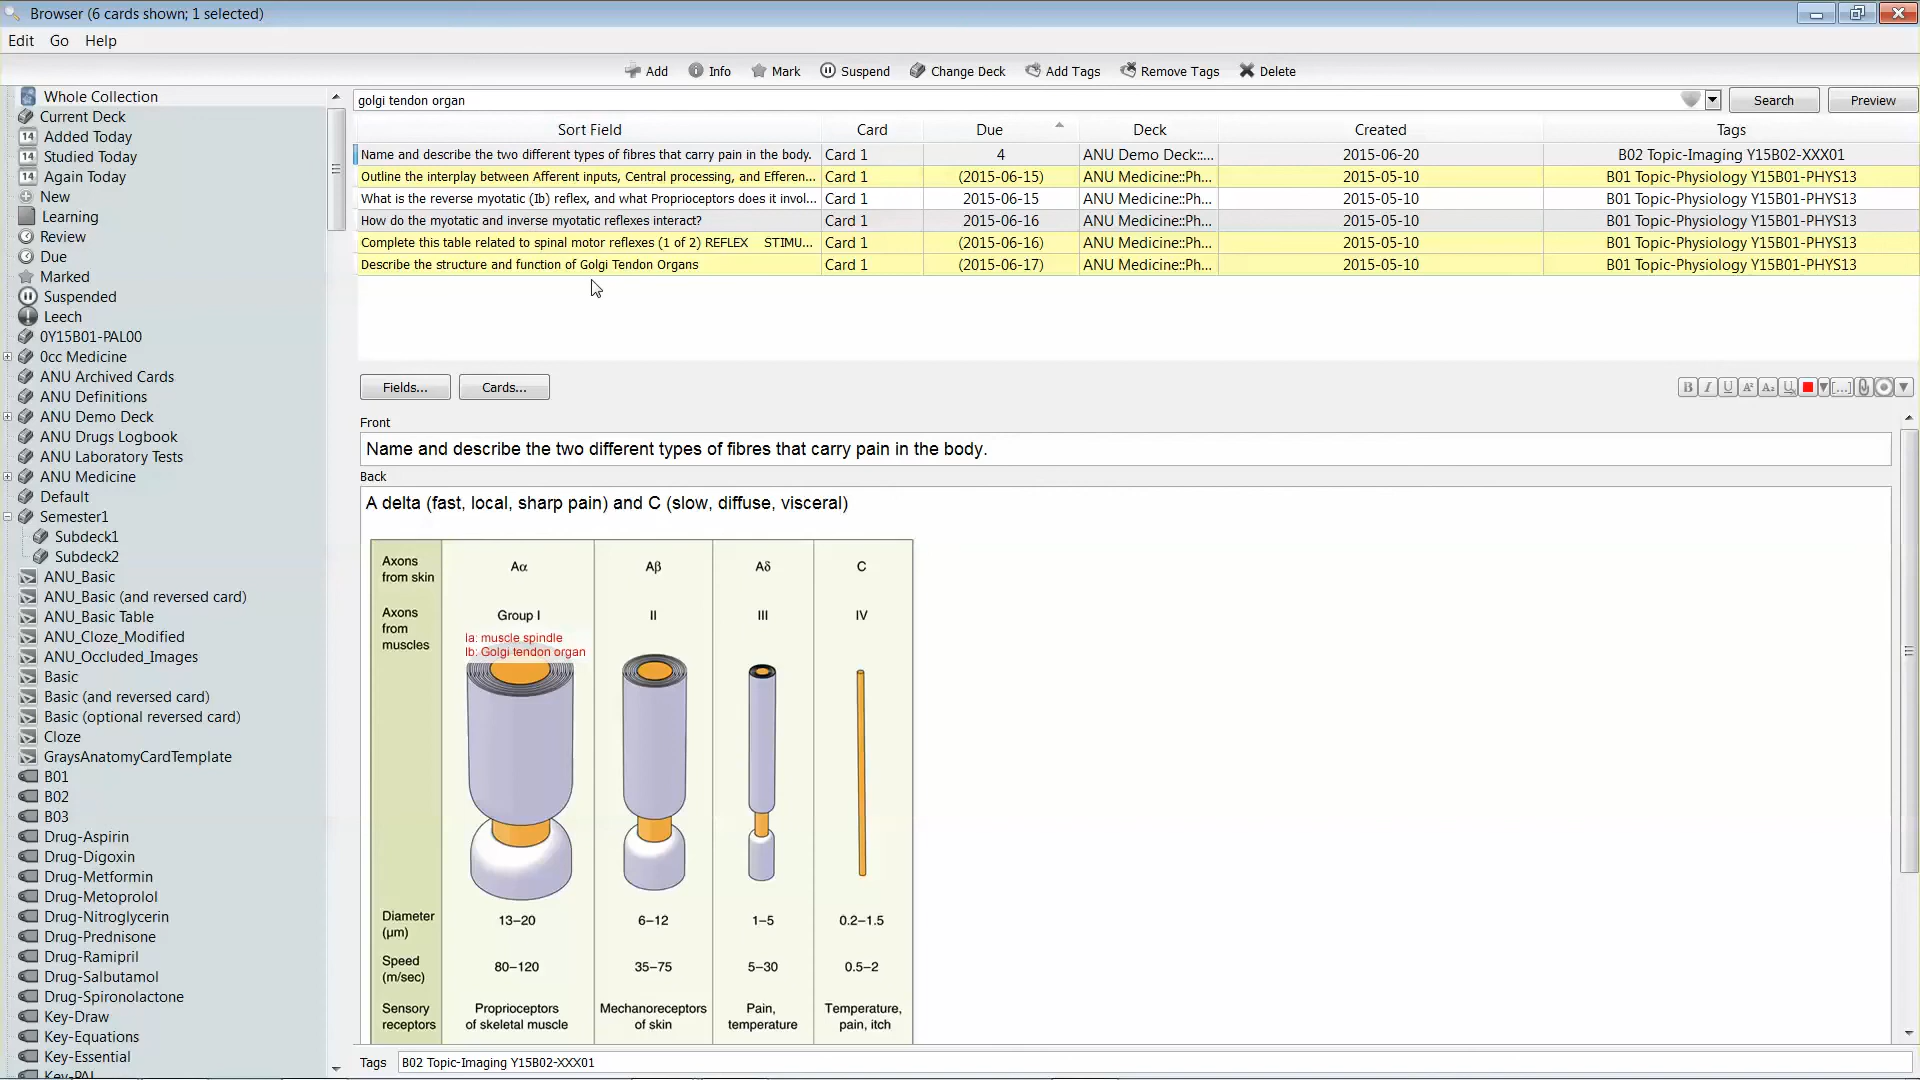 Browser (6 cards shown; 1 selected)
Edit Go Help
Add Info Mark Suspend Change Deck Add Tags Remove Tags Delete
Whole Collection
Current Deck
14 Added Today
14 Studied Today
14 Again Today
New
Learning
Review
Due
Marked
Suspended
Leech
0Y15B01-PAL00
0cc Medicine
ANU Archived Cards
ANU Definitions
ANU Demo Deck
ANU Drugs Logbook
ANU Laboratory Tests
ANU Medicine
Default
Semester1
Subdeck1
Subdeck2
ANU_Basic
ANU_Basic (and reversed card)
ANU_Basic Table
ANU_Cloze_Modified
ANU_Occluded_Images
Basic
Basic (and reversed card)
Basic (optional reversed card)
Cloze
GraysAnatomyCardTemplate
B01
B02
B03
Drug-Aspirin
Drug-Digoxin
Drug-Metformin
Drug-Metoprolol
Drug-Nitroglycerin
Drug-Prednisone
Drug-Ramipril
Drug-Salbutamol
Drug-Spironolactone
Key-Draw
Key-Equations
Key-Essential
Key-PAL
golgi tendon organ Search Preview
Sort Field Card Due Deck Created Tags
Name and describe the two different types of fibres that carry pain in the body. Card 1 4 ANU Demo Deck::... 2015-06-20 B02 Topic-Imaging Y15B02-XXX01
Outline the interplay between Afferent inputs, Central processing, and Efferen... Card 1 (2015-06-15) ANU Medicine::Ph... 2015-05-10 B01 Topic-Physiology Y15B01-PHYS13
What is the reverse myotatic (Ib) reflex, and what Proprioceptors does it invol... Card 1 2015-06-15 ANU Medicine::Ph... 2015-05-10 B01 Topic-Physiology Y15B01-PHYS13
How do the myotatic and inverse myotatic reflexes interact? Card 1 2015-06-16 ANU Medicine::Ph... 2015-05-10 B01 Topic-Physiology Y15B01-PHYS13
Complete this table related to spinal motor reflexes (1 of 2) REFLEX STIMU... Card 1 (2015-06-16) ANU Medicine::Ph... 2015-05-10 B01 Topic-Physiology Y15B01-PHYS13
Describe the structure and function of Golgi Tendon Organs Card 1 (2015-06-17) ANU Medicine::Ph... 2015-05-10 B01 Topic-Physiology Y15B01-PHYS13
Fields... Cards... B I U A² A₂ U [...]
Front
Name and describe the two different types of fibres that carry pain in the body.
Back
A delta (fast, local, sharp pain) and C (slow, diffuse, visceral)
Axons from skin Aα Aβ Aδ C
Axons from muscles Group I II III IV
Ia: muscle spindle
Ib: Golgi tendon organ
Diameter (µm) 13–20 6–12 1–5 0.2–1.5
Speed (m/sec) 80–120 35–75 5–30 0.5–2
Sensory receptors Proprioceptors of skeletal muscle Mechanoreceptors of skin Pain, temperature Temperature, pain, itch
Tags B02 Topic-Imaging Y15B02-XXX01